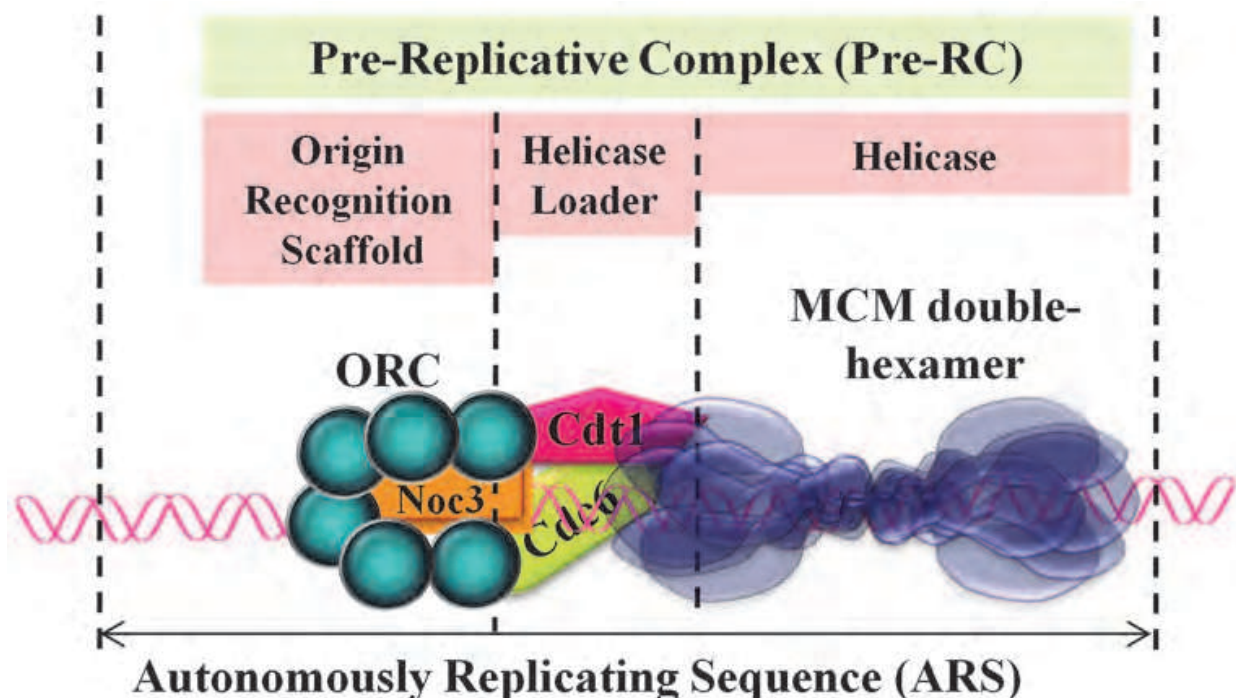 Pre-Replicative Complex (Pre-RC)
Origin
Recognition
Scaffold
Helicase
Loader
Helicase
MCM double-
hexamer
ORC
Cdt1
Noc3
Cdc6
Autonomously Replicating Sequence (ARS)